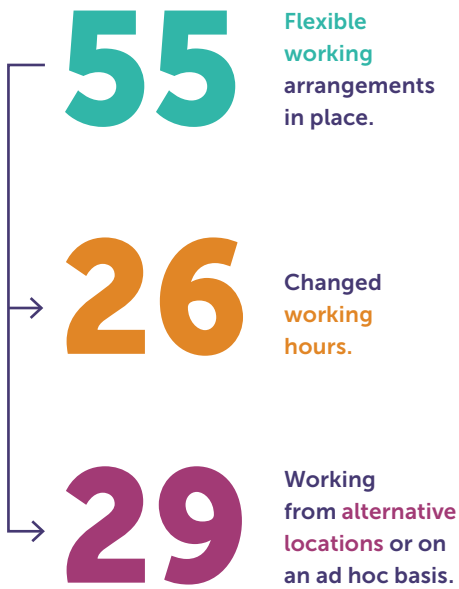 55
Flexible
working
arrangements
in place.
26
Changed
working
hours.
29
Working
from alternative
locations or on
an ad hoc basis.